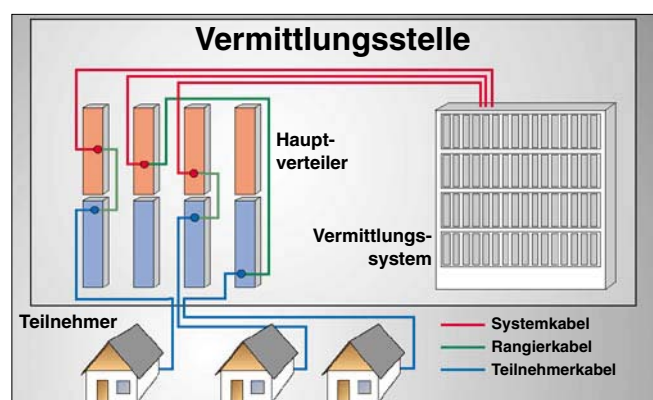 Vermittlungsstelle
Haupt-
verteiler
Vermittlungs-
system
Teilnehmer
Systemkabel
Rangierkabel
Teilnehmerkabel